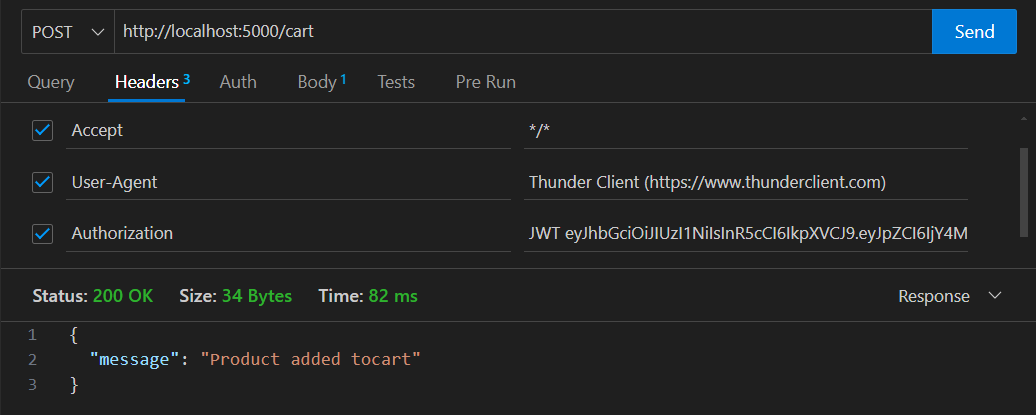 POST http://localhost:5000/cart Send
Query Headers 3 Auth Body 1 Tests Pre Run
Accept */*
User-Agent Thunder Client (https://www.thunderclient.com)
Authorization JWT eyJhbGciOiJIUzI1NiIsInR5cCI6IkpXVCJ9.eyJpZCI6IjY4M
Status: 200 OK Size: 34 Bytes Time: 82 ms Response
1 {
2 "message": "Product added tocart"
3 }